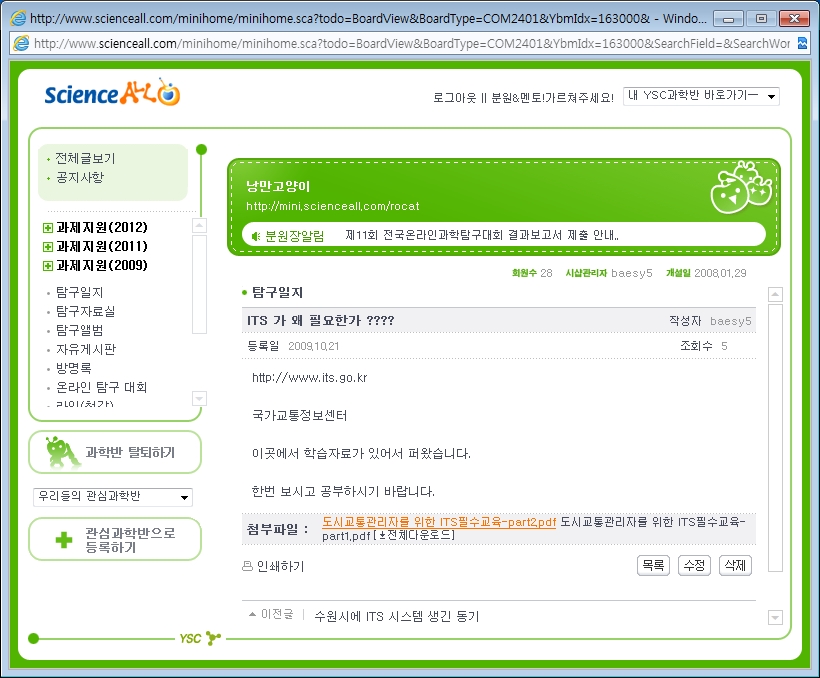 http://www.scienceall.com/minihome/minihome.sca?todo=BoardView&BoardType=COM2401&YbmIdx=163000& - Windo...
http://www.scienceall.com/minihome/minihome.sca?todo=BoardView&BoardType=COM2401&YbmIdx=163000&SearchField=&SearchWor
Science ALL
로그아웃 || 분원&멘토!가르쳐주세요!
내 YSC과학반 바로가기―
전체글보기
공지사항
과제지원(2012)
과제지원(2011)
과제지원(2009)
탐구일지
탐구자료실
탐구앨범
자유게시판
방명록
온라인 탐구 대회
과학반 탈퇴하기
우리들의 관심과학반
관심과학반으로
등록하기
낭만고양이
http://mini.scienceall.com/rocat
분원장알림 제11회 전국온라인과학탐구대회 결과보고서 제출 안내..
회원수 28 시샵관리자 baesy5 개설일 2008.01.29
탐구일지
ITS 가 왜 필요한가 ???? 작성자 baesy5
등록일 2009.10.21 조회수 5
http://www.its.go.kr
국가교통정보센터
이곳에서 학습자료가 있어서 퍼왔습니다.
한번 보시고 공부하시기 바랍니다.
첨부파일 : 도시교통관리자를 위한 ITS필수교육-part2.pdf 도시교통관리자를 위한 ITS필수교육-
part1.pdf [±전체다운로드]
인쇄하기
목록 수정 삭제
이전글 | 수원시에 ITS 시스템 생긴 동기
YSC